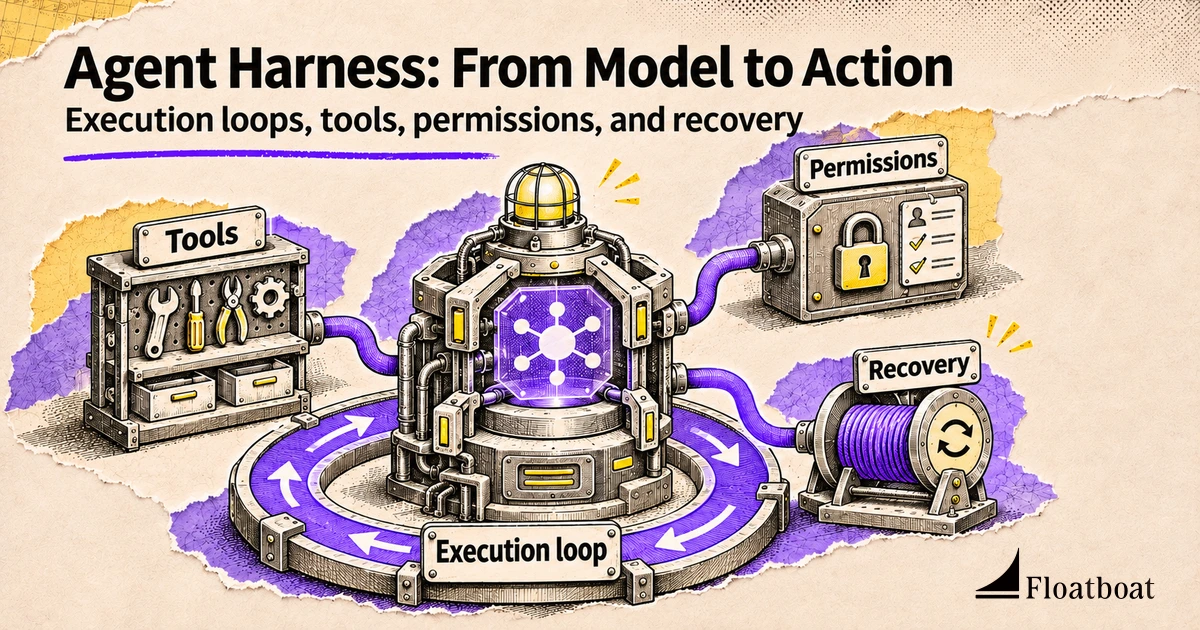 Agent Harness: From Model to Action
Execution loops, tools, permissions, and recovery
Permissions
Tools
Recovery
Execution loop
Floatboat